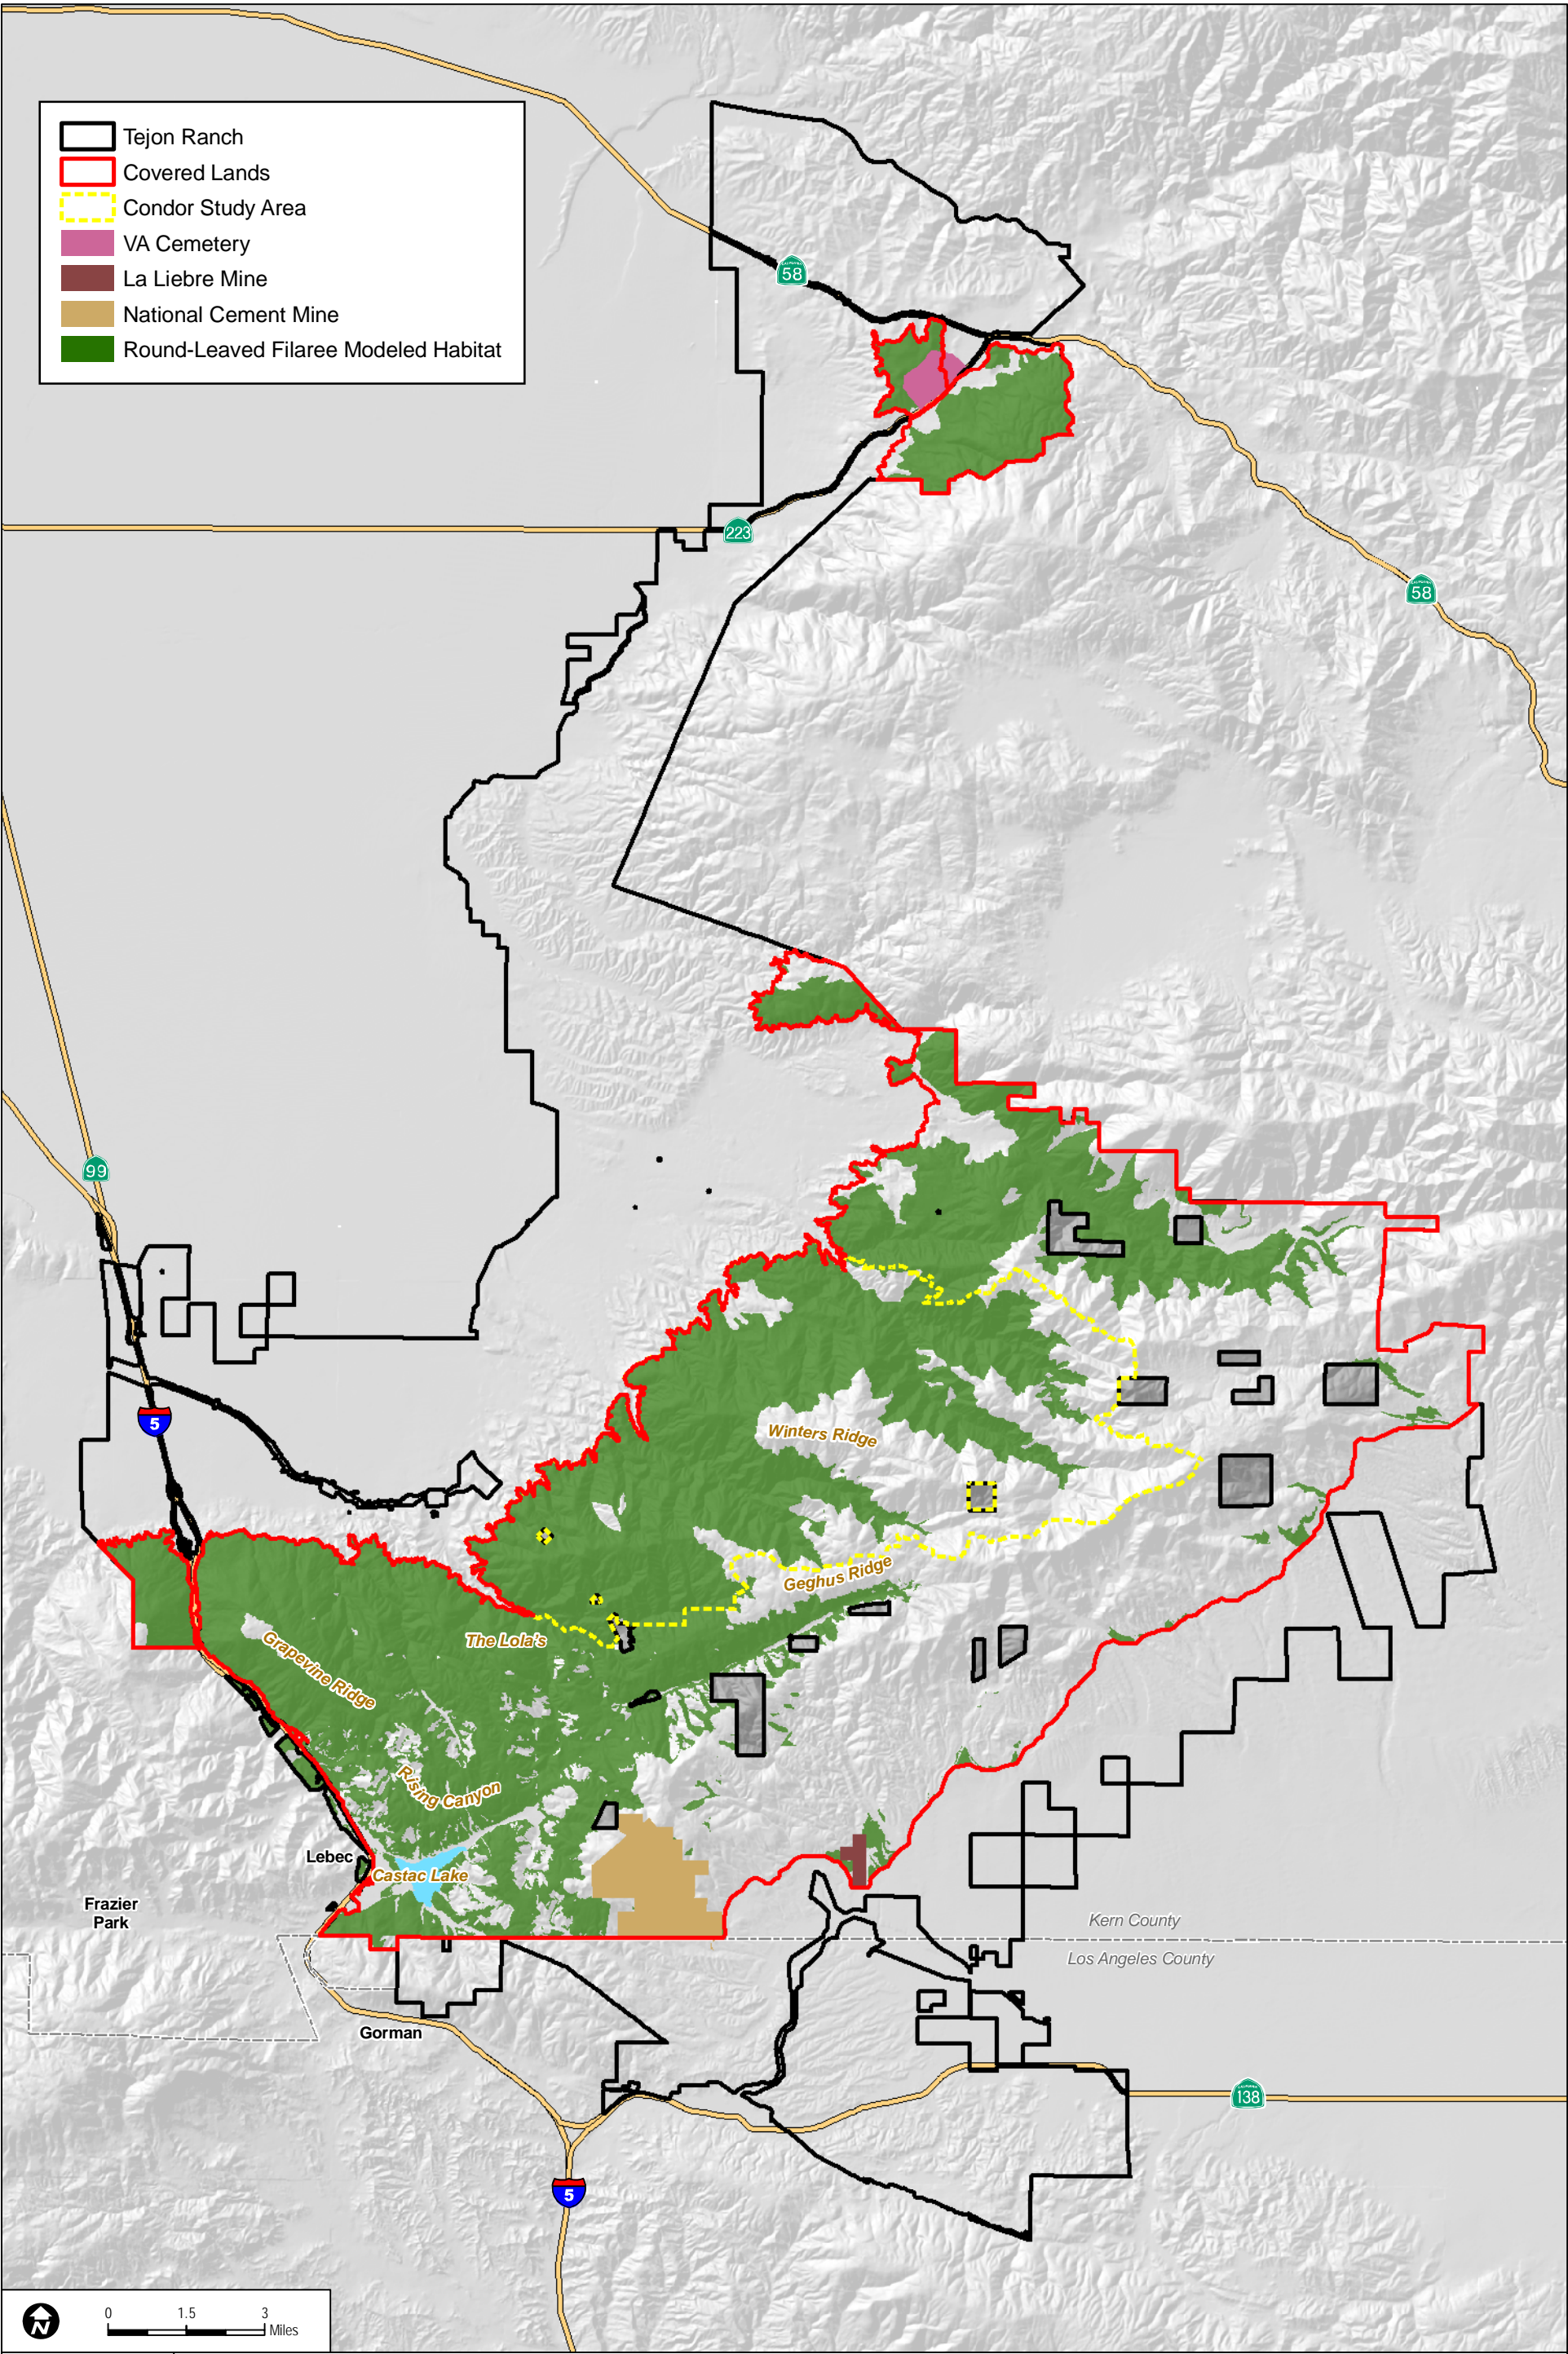 Tejon Ranch
Covered Lands
Condor Study Area
VA Cemetery
La Liebre Mine
National Cement Mine
Round-Leaved Filaree Modeled Habitat
58
223
58
99
5
Winters Ridge
Geghus Ridge
The Lola's
Grapevine Ridge
Rising Canyon
Lebec
Castac Lake
Frazier
Park
Kern County
Los Angeles County
Gorman
138
5
N
0 1.5 3
Miles